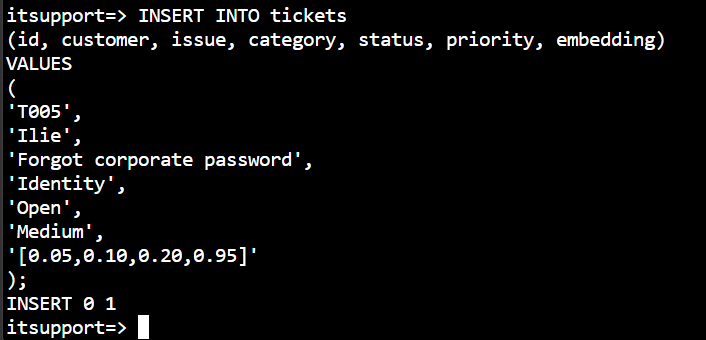 itsupport=> INSERT INTO tickets
(id, customer, issue, category, status, priority, embedding)
VALUES
(
'T005',
'Ilie',
'Forgot corporate password',
'Identity',
'Open',
'Medium',
'[0.05,0.10,0.20,0.95]'
);
INSERT 0 1
itsupport=>